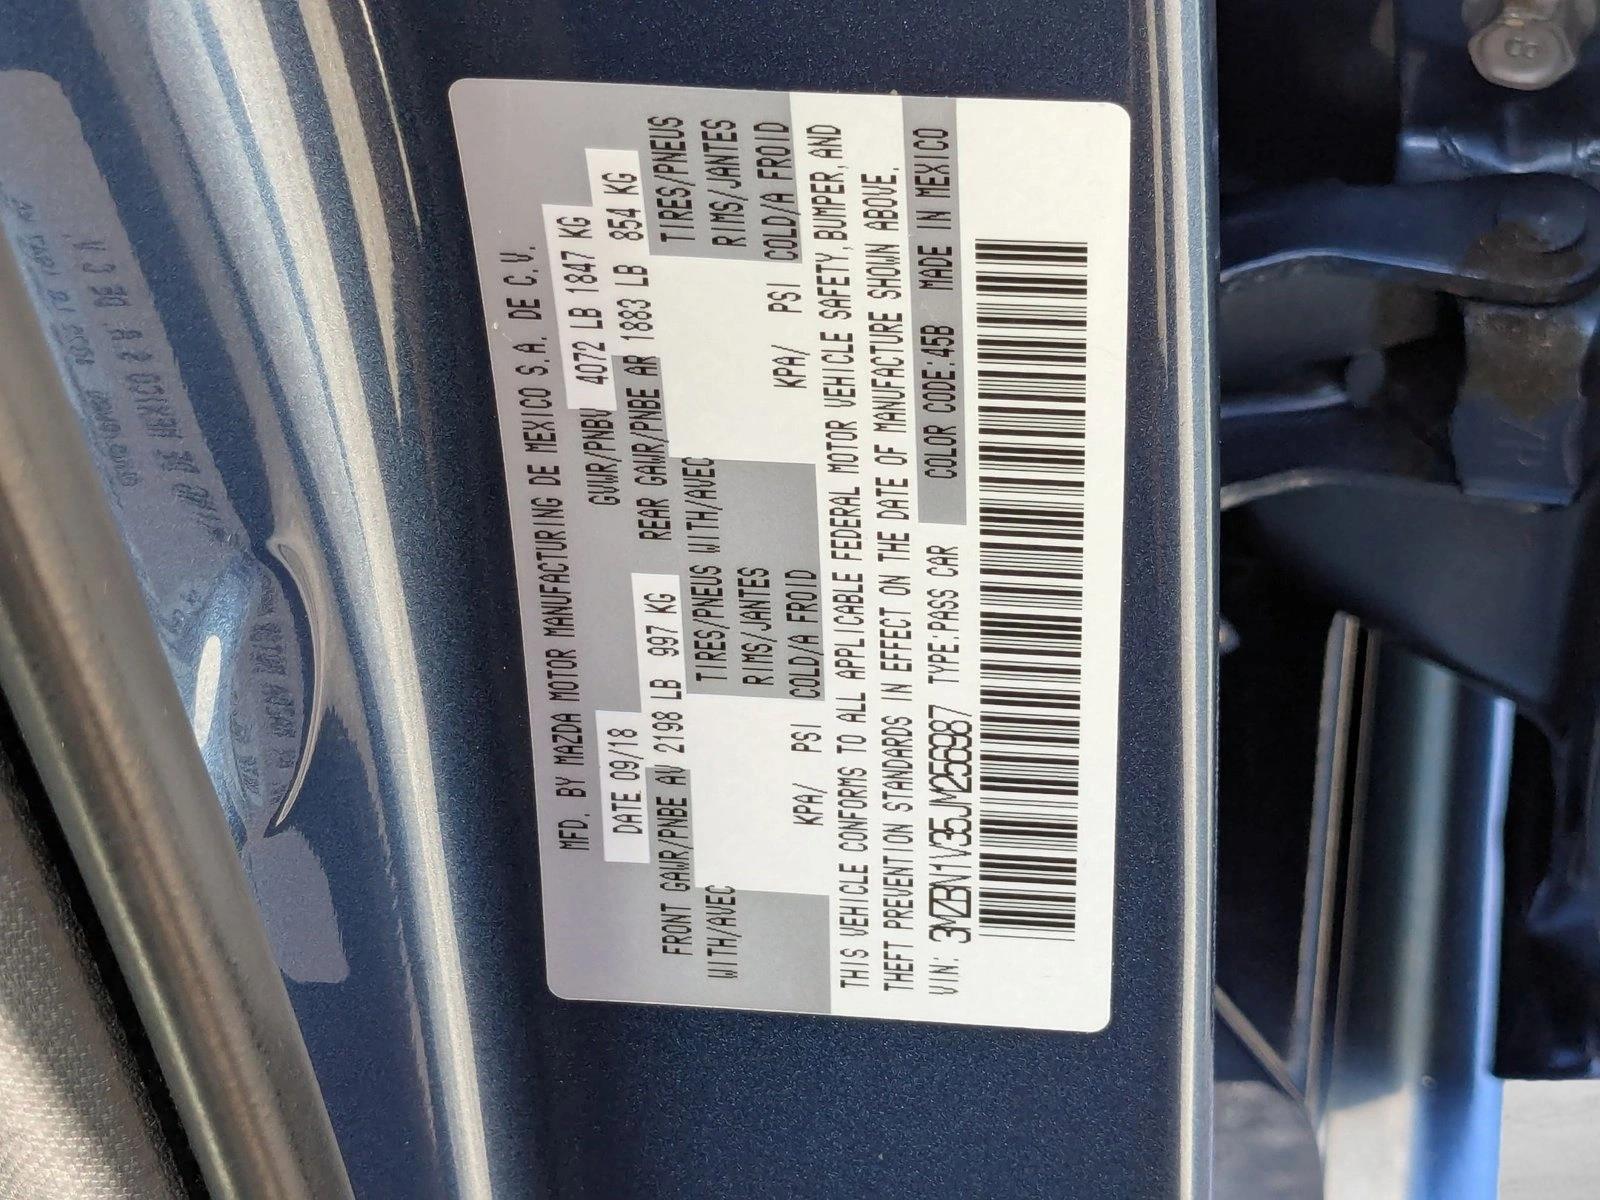 MFD. BY MAZDA MOTOR MANUFACTURING DE MEXICO S.A. DE C.V.
DATE 09/18 GVWR/PNBV 4072 LB 1847 KG
FRONT GAWR/PNBE AV 2198 LB 997 KG REAR GAWR/PNBE AR 1883 LB 854 KG
WITH/AVEC TIRES/PNEUS WITH/AVEC TIRES/PNEUS
RIMS/JANTES RIMS/JANTES
KPA/ PSI COLD/A FROID KPA/ PSI COLD/A FROID
THIS VEHICLE CONFORMS TO ALL APPLICABLE FEDERAL MOTOR VEHICLE SAFETY, BUMPER, AND
THEFT PREVENTION STANDARDS IN EFFECT ON THE DATE OF MANUFACTURE SHOWN ABOVE.
VIN: 3MZBN1V35JM256987 TYPE:PASS CAR COLOR CODE:45B MADE IN MEXICO
8